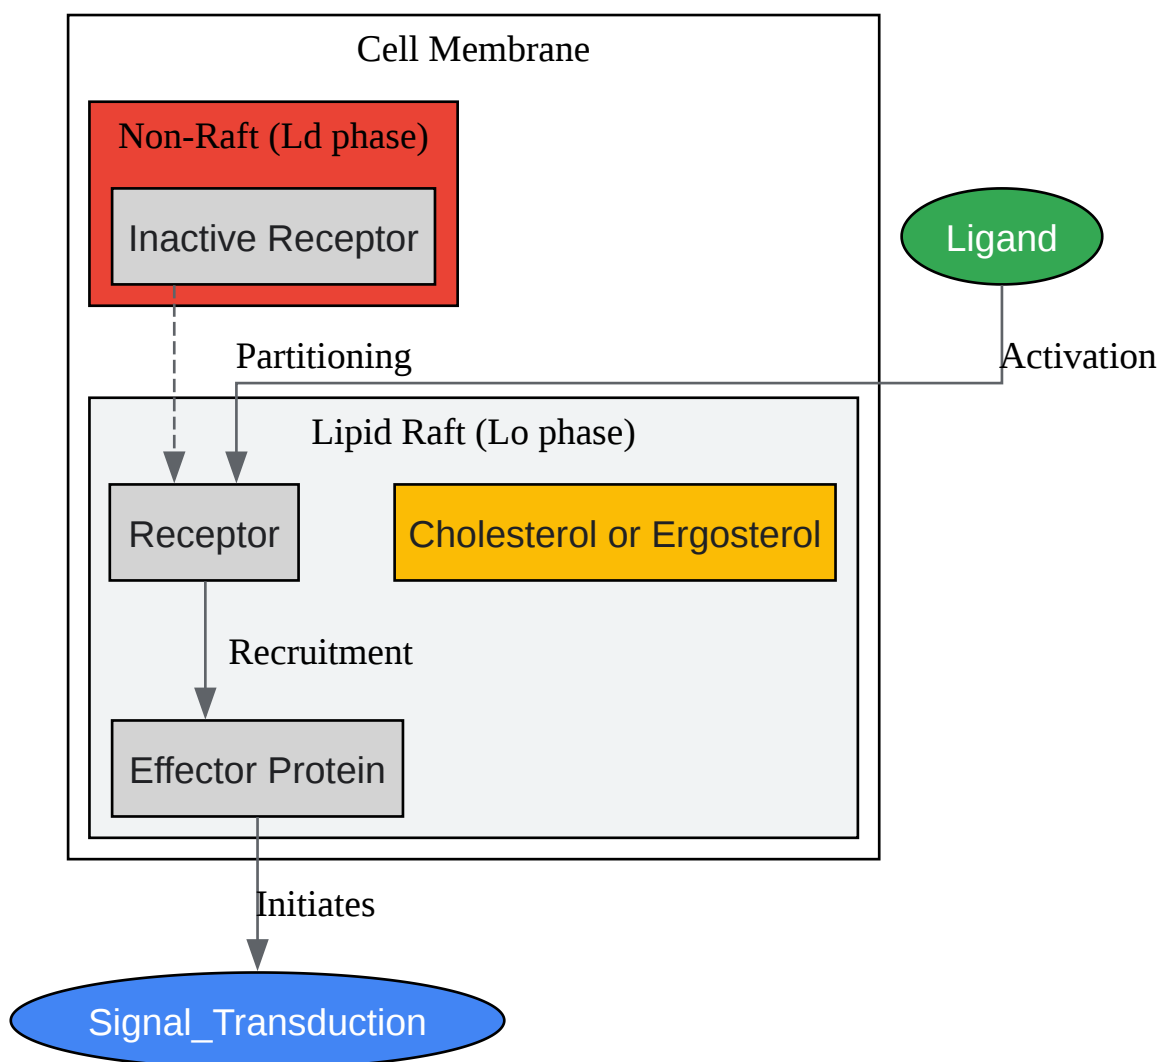 Cell Membrane
Non-Raft (Ld phase)
Inactive Receptor
Ligand
Partitioning
Activation
Lipid Raft (Lo phase)
Receptor
Cholesterol or Ergosterol
Recruitment
Effector Protein
Initiates
Signal_Transduction